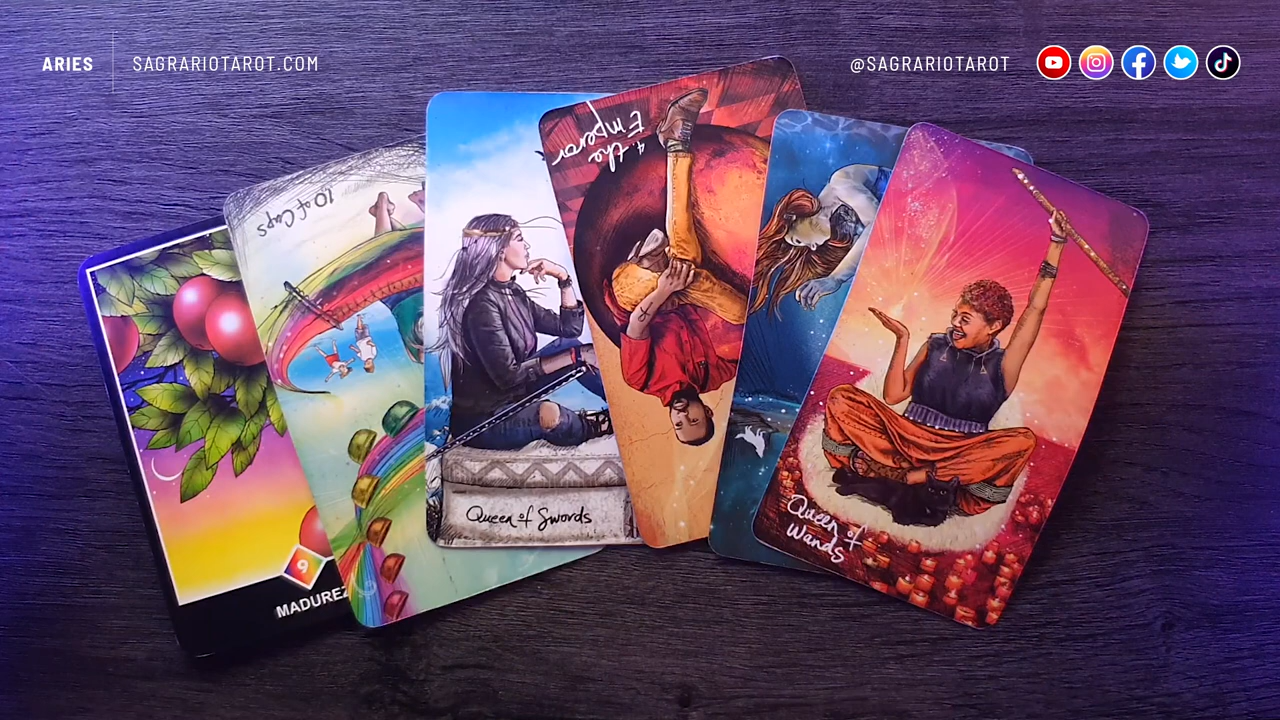 ARIES
SAGRARIOTAROT.COM
@SAGRARIOTAROT
10 of Cups
4. the
Emperor
Queen of Swords
Queen of
Wands
9
MADUREZ